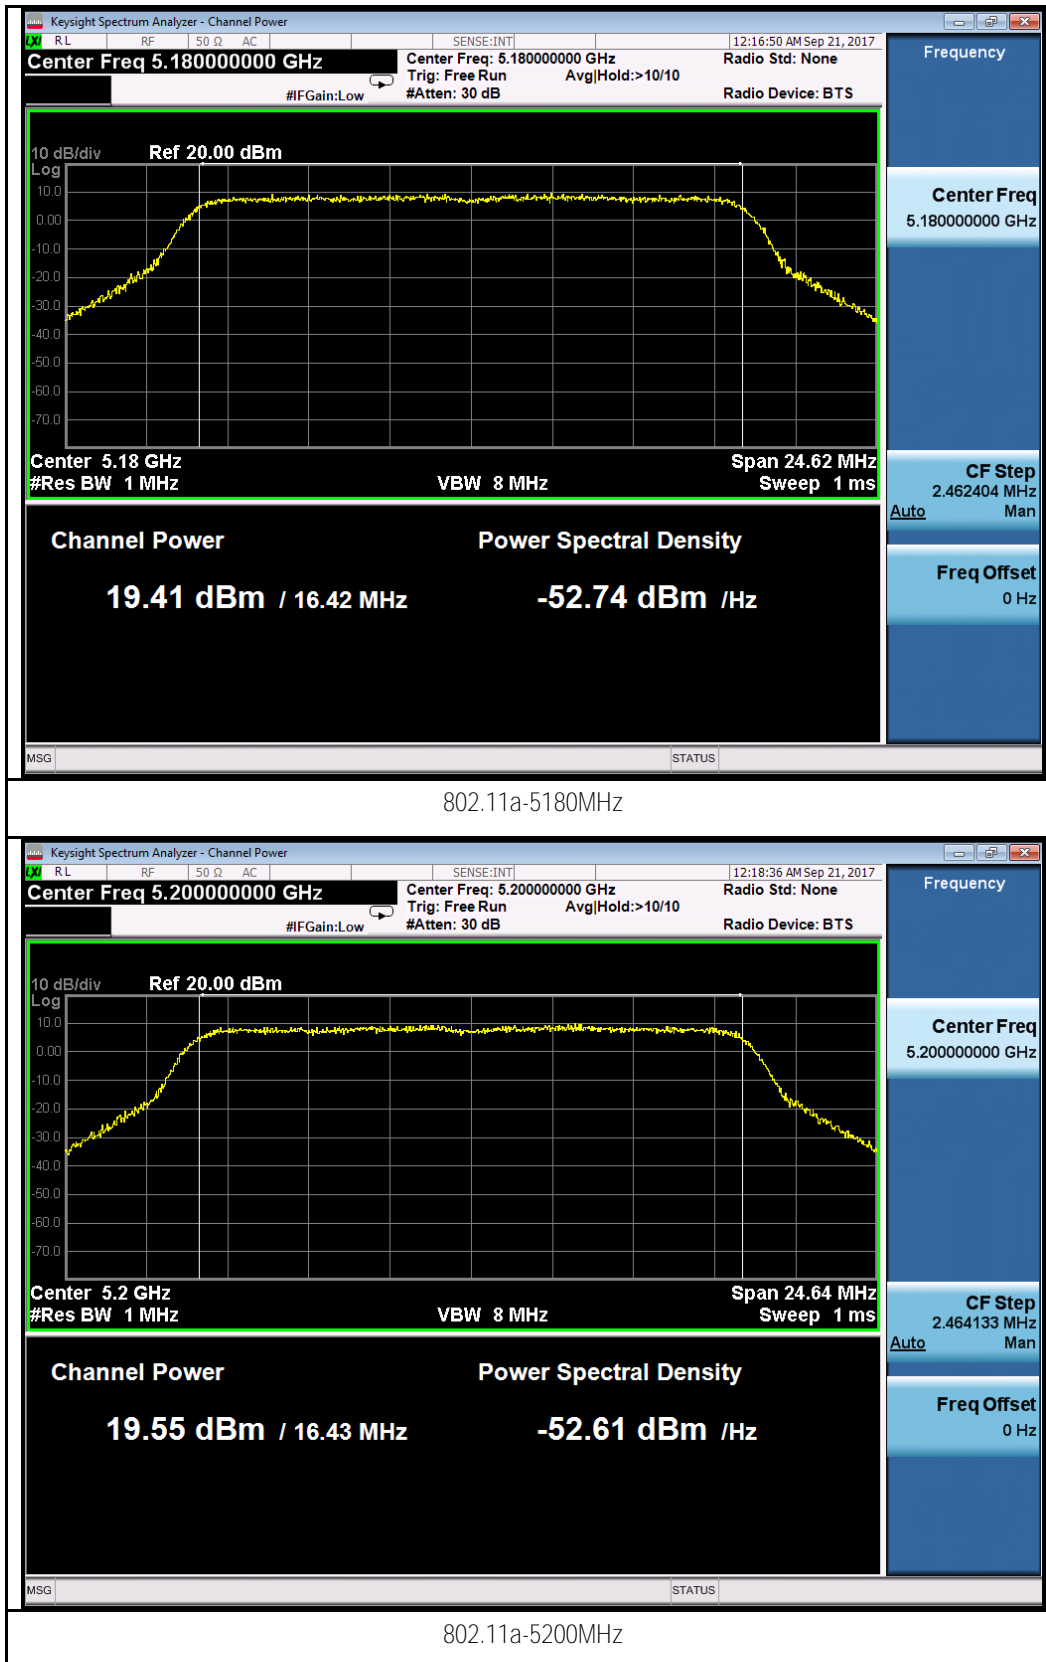 Keysight Spectrum Analyzer - Channel Power
LXI RL RF 50 Ω AC SENSE:INT 12:16:50 AM Sep 21, 2017
Center Freq 5.180000000 GHz
Center Freq: 5.180000000 GHz
Radio Std: None
Trig: Free Run Avg|Hold:>10/10
#IFGain:Low
#Atten: 30 dB
Radio Device: BTS
10 dB/div Ref 20.00 dBm
Log
10.0
0.00
-10.0
-20.0
-30.0
-40.0
-50.0
-60.0
-70.0
Center 5.18 GHz Span 24.62 MHz
#Res BW 1 MHz VBW 8 MHz Sweep 1 ms
Channel Power Power Spectral Density
19.41 dBm / 16.42 MHz -52.74 dBm /Hz
MSG STATUS
Frequency
Center Freq
5.180000000 GHz
CF Step
2.462404 MHz
Auto Man
Freq Offset
0 Hz
802.11a-5180MHz
Keysight Spectrum Analyzer - Channel Power
LXI RL RF 50 Ω AC SENSE:INT 12:18:36 AM Sep 21, 2017
Center Freq 5.200000000 GHz
Center Freq: 5.200000000 GHz
Radio Std: None
Trig: Free Run Avg|Hold:>10/10
#IFGain:Low
#Atten: 30 dB
Radio Device: BTS
10 dB/div Ref 20.00 dBm
Log
10.0
0.00
-10.0
-20.0
-30.0
-40.0
-50.0
-60.0
-70.0
Center 5.2 GHz Span 24.64 MHz
#Res BW 1 MHz VBW 8 MHz Sweep 1 ms
Channel Power Power Spectral Density
19.55 dBm / 16.43 MHz -52.61 dBm /Hz
MSG STATUS
Frequency
Center Freq
5.200000000 GHz
CF Step
2.464133 MHz
Auto Man
Freq Offset
0 Hz
802.11a-5200MHz